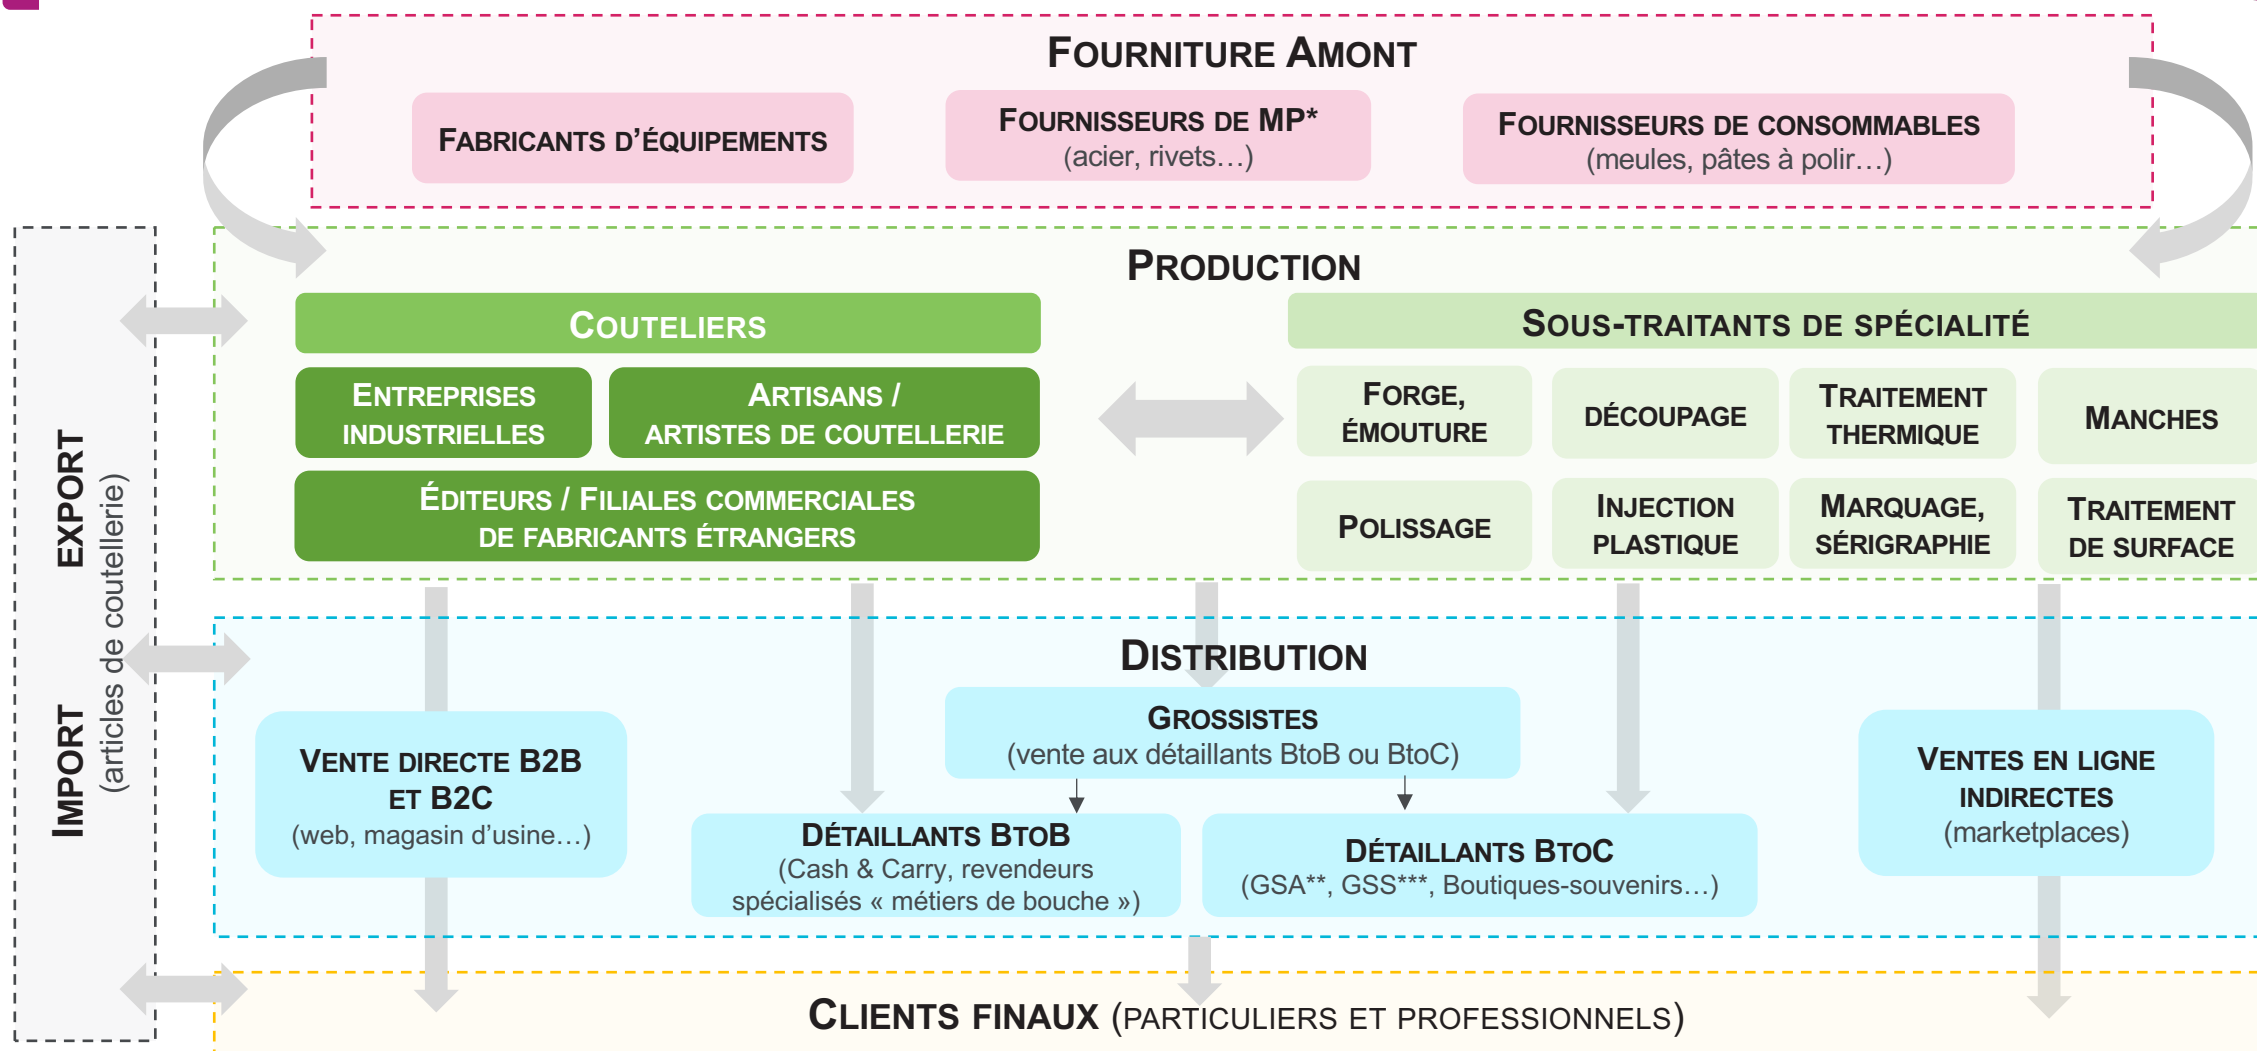 FOURNITURE AMONT
FABRICANTS D'ÉQUIPEMENTS
FOURNISSEURS DE MP*
(acier, rivets…)
FOURNISSEURS DE CONSOMMABLES
(meules, pâtes à polir…)
IMPORT EXPORT
(articles de coutellerie)
PRODUCTION
COUTELIERS
ENTREPRISES
INDUSTRIELLES
ARTISANS /
ARTISTES DE COUTELLERIE
ÉDITEURS / FILIALES COMMERCIALES
DE FABRICANTS ÉTRANGERS
SOUS-TRAITANTS DE SPÉCIALITÉ
FORGE,
ÉMOUTURE
DÉCOUPAGE
TRAITEMENT
THERMIQUE
MANCHES
POLISSAGE
INJECTION
PLASTIQUE
MARQUAGE,
SÉRIGRAPHIE
TRAITEMENT
DE SURFACE
DISTRIBUTION
VENTE DIRECTE B2B
ET B2C
(web, magasin d'usine…)
GROSSISTES
(vente aux détaillants BtoB ou BtoC)
DÉTAILLANTS BTOB
(Cash & Carry, revendeurs
spécialisés « métiers de bouche »)
DÉTAILLANTS BTOC
(GSA**, GSS***, Boutiques-souvenirs…)
VENTES EN LIGNE
INDIRECTES
(marketplaces)
CLIENTS FINAUX (PARTICULIERS ET PROFESSIONNELS)